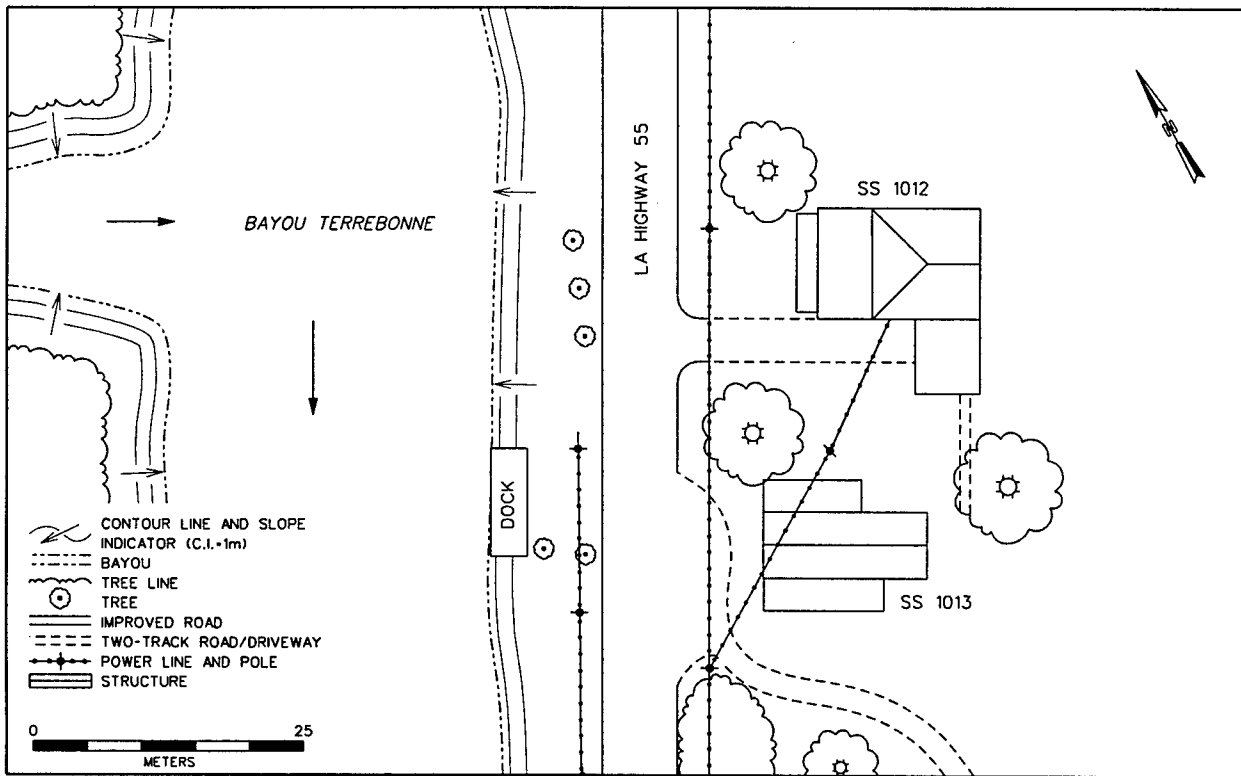 SS 1012
LA HIGHWAY 55
BAYOU TERREBONNE
N
DOCK
SS 1013
CONTOUR LINE AND SLOPE
INDICATOR (C.I.=1m)
BAYOU
TREE LINE
TREE
IMPROVED ROAD
TWO-TRACK ROAD/DRIVEWAY
POWER LINE AND POLE
STRUCTURE
0 25
METERS